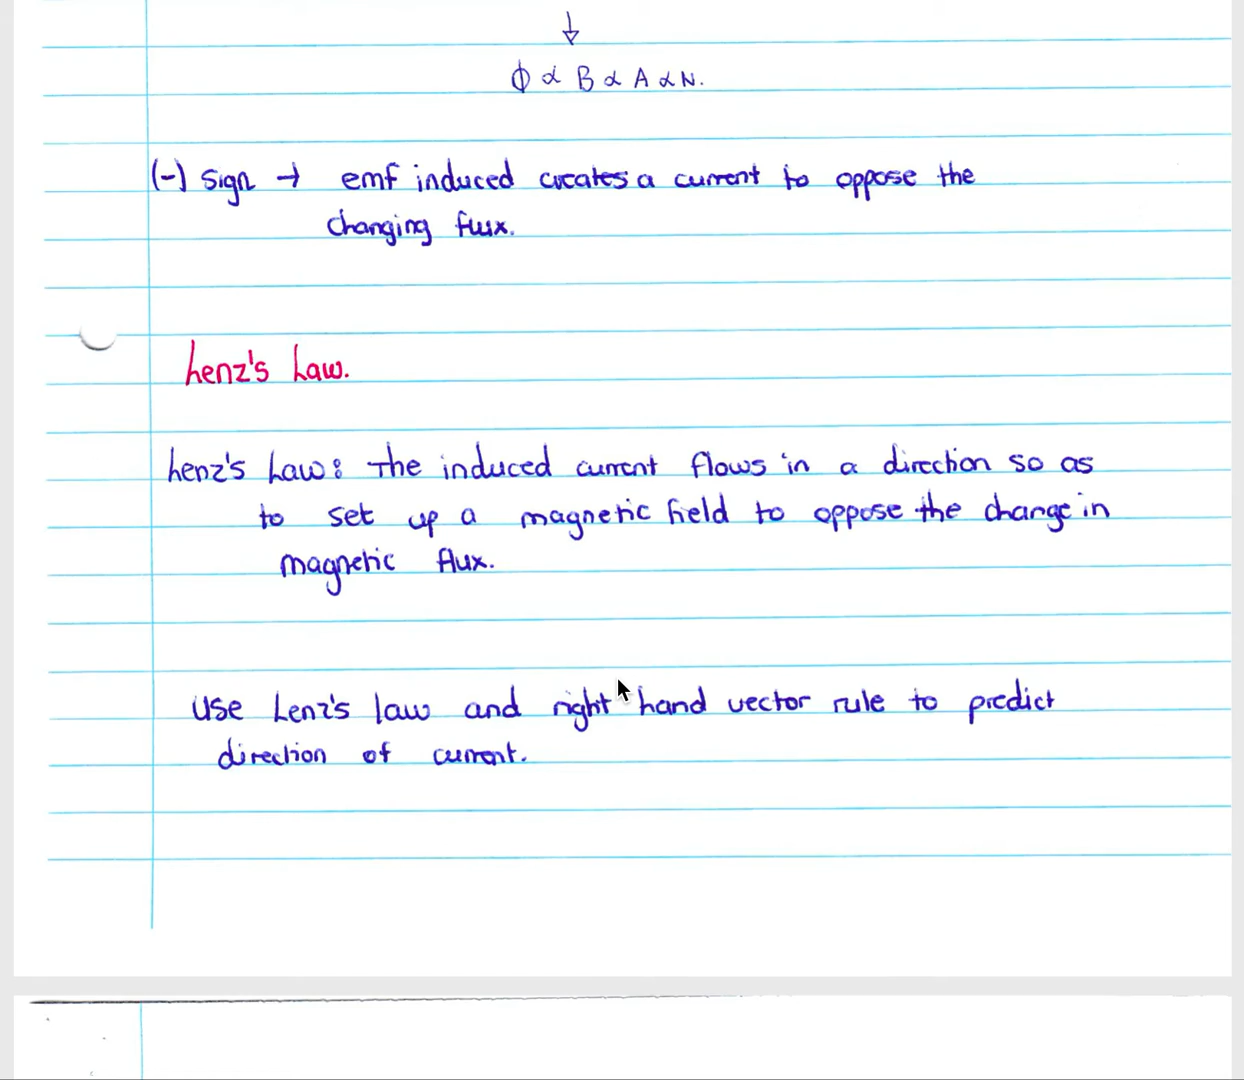 ↓
Φ ∝ B ∝ A ∝ N.
(-) sign → emf induced creates a current to oppose the
changing flux.
Lenz's Law.
Lenz's Law: The induced current flows in a direction so as
to set up a magnetic field to oppose the change in
magnetic flux.
Use Lenz's law and right hand vector rule to predict
direction of current.